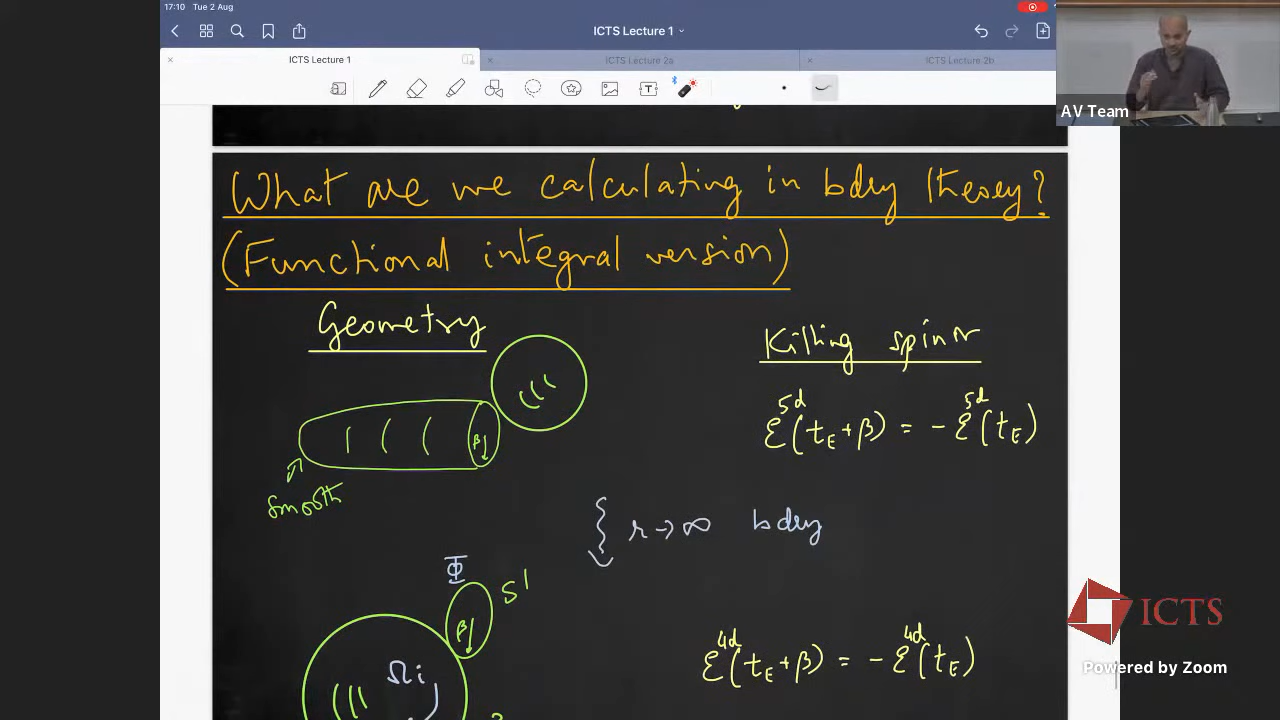 17:10 Tue 2 Aug
ICTS Lecture 1
ICTS Lecture 1
ICTS Lecture 2a
ICTS Lecture 2b
AV Team
What are we calculating in bdry theory?
(Functional integral version)
Geometry
Killing spinor
β
smooth
ε^{5d}(t_E + β) = - ε^{5d}(t_E)
r → ∞ bdry
Φ
S^1
β
Ωi
ε^{4d}(t_E + β) = - ε^{4d}(t_E)
ICTS
Powered by Zoom